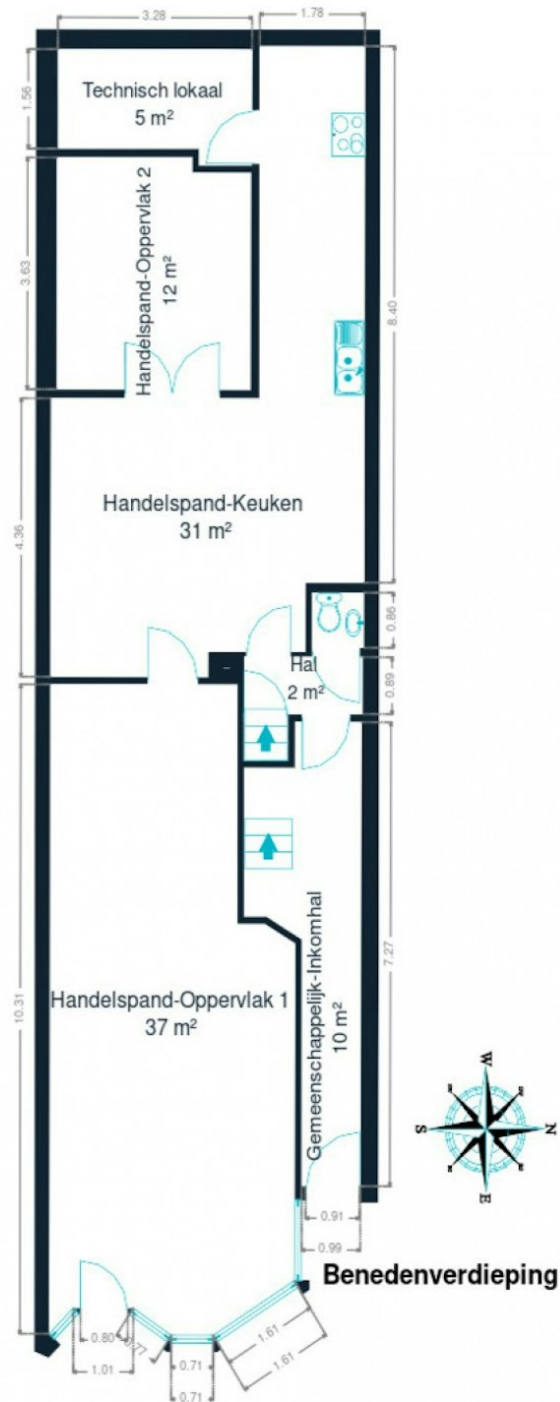 3.28
1.78
1.56
Technisch lokaal
5 m²
3.63
Handelspand-Oppervlak 2
12 m²
8.40
4.36
Handelspand-Keuken
31 m²
0.86
Hal
2 m²
0.89
10.31
Handelspand-Oppervlak 1
37 m²
Gemeenschappelijk-Inkomhal
10 m²
7.27
W
S
N
E
0.91
0.99
Benedenverdieping
0.80
0.77
1.01
0.71
0.71
1.61
1.61